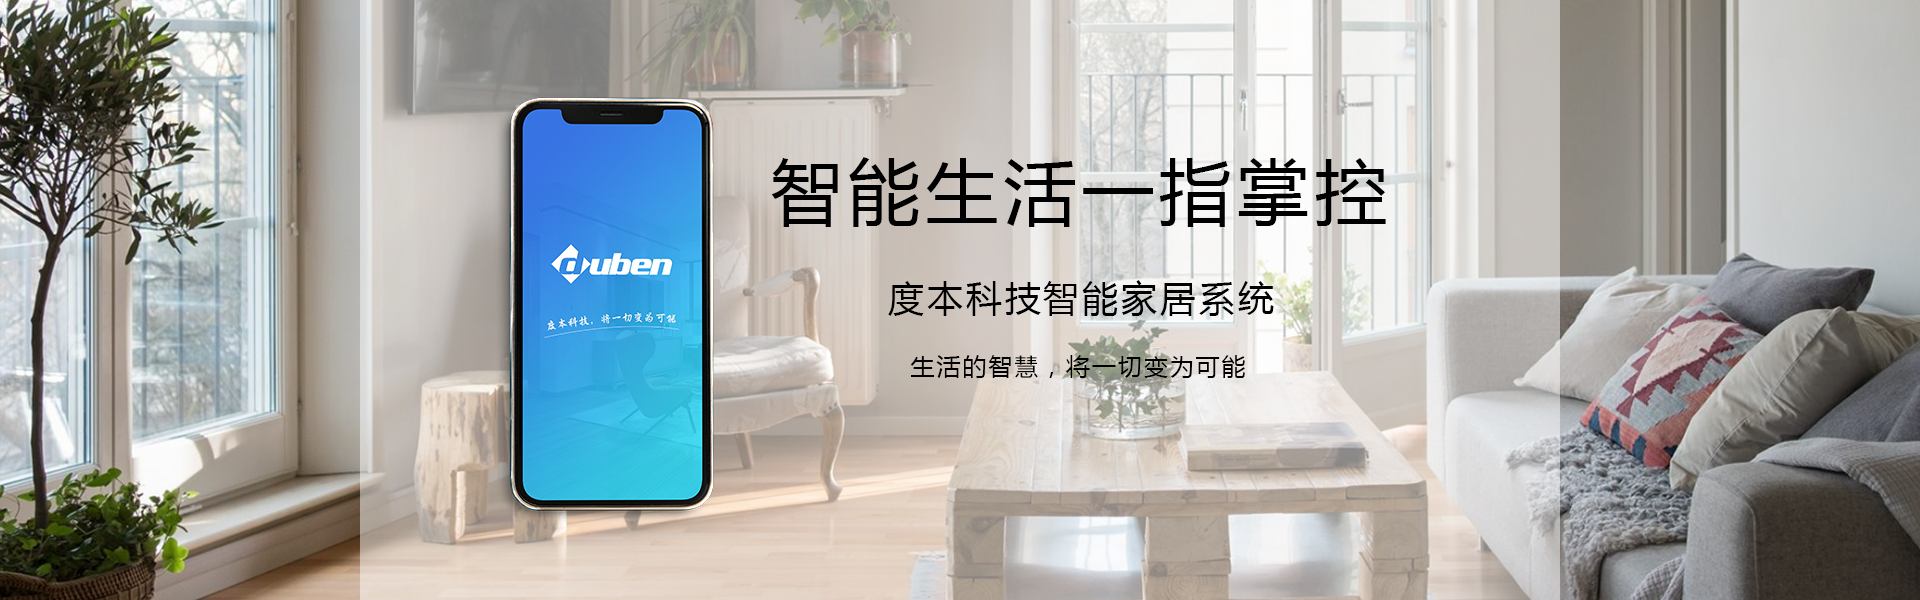 智能生活一指掌控
度本科技智能家居系统
生活的智慧，将一切变为可能
duben
度本科技，将一切变为可能